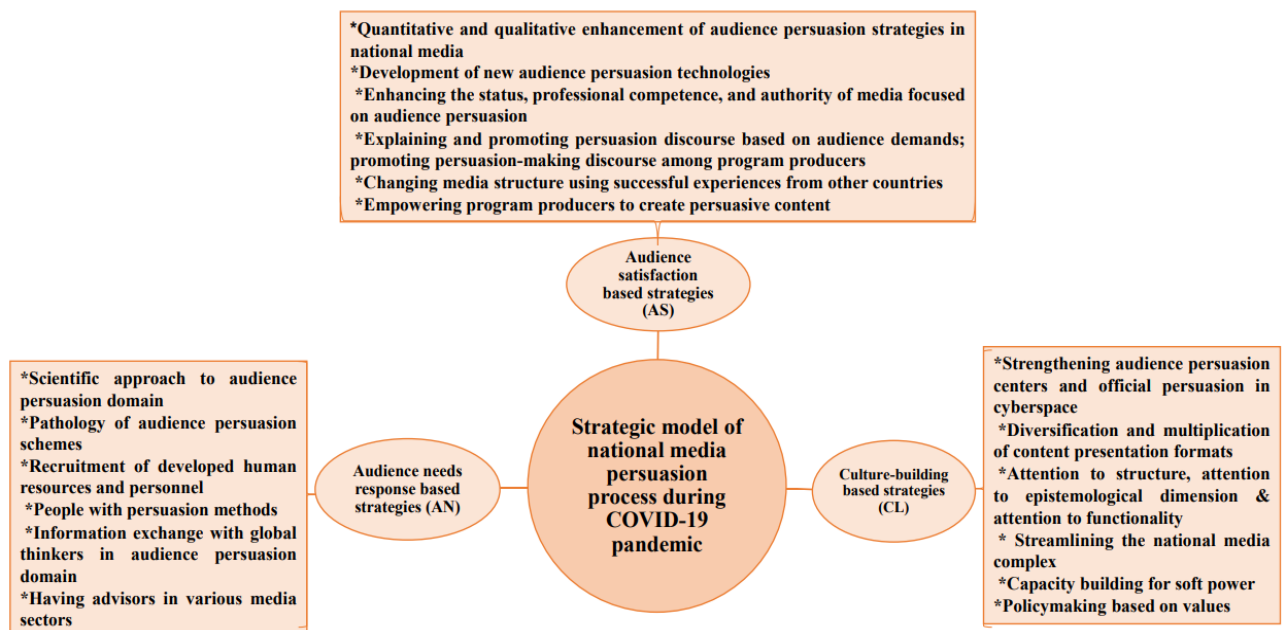 *Quantitative and qualitative enhancement of audience persuasion strategies in
national media
*Development of new audience persuasion technologies
*Enhancing the status, professional competence, and authority of media focused
on audience persuasion
*Explaining and promoting persuasion discourse based on audience demands;
promoting persuasion-making discourse among program producers
*Changing media structure using successful experiences from other countries
*Empowering program producers to create persuasive content
Audience
satisfaction
based strategies
(AS)
*Scientific approach to audience
persuasion domain
*Pathology of audience persuasion
schemes
*Recruitment of developed human
resources and personnel
*People with persuasion methods
*Information exchange with global
thinkers in audience persuasion
domain
*Having advisors in various media
sectors
Audience needs
response based
strategies (AN)
Strategic model of
national media
persuasion
process during
COVID-19
pandemic
Culture-building
based strategies
(CL)
*Strengthening audience persuasion
centers and official persuasion in
cyberspace
*Diversification and multiplication
of content presentation formats
*Attention to structure, attention
to epistemological dimension &
attention to functionality
* Streamlining the national media
complex
*Capacity building for soft power
*Policymaking based on values